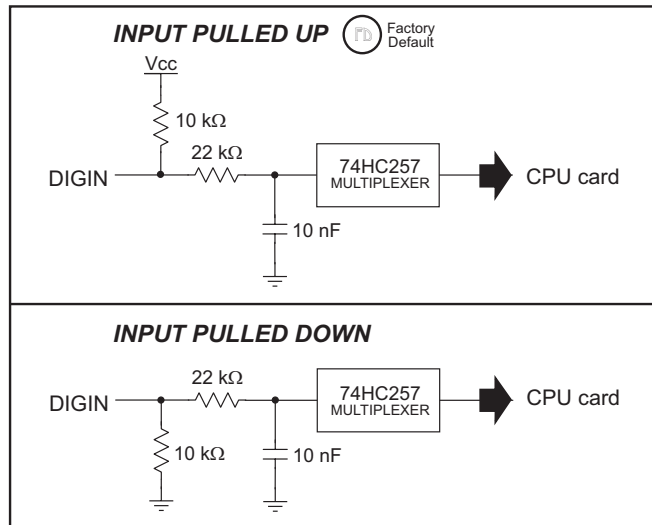 INPUT PULLED UP FD Factory
Default
Vcc
10 kΩ
22 kΩ
DIGIN
74HC257
MULTIPLEXER
CPU card
10 nF
INPUT PULLED DOWN
22 kΩ
DIGIN
74HC257
MULTIPLEXER
CPU card
10 kΩ
10 nF